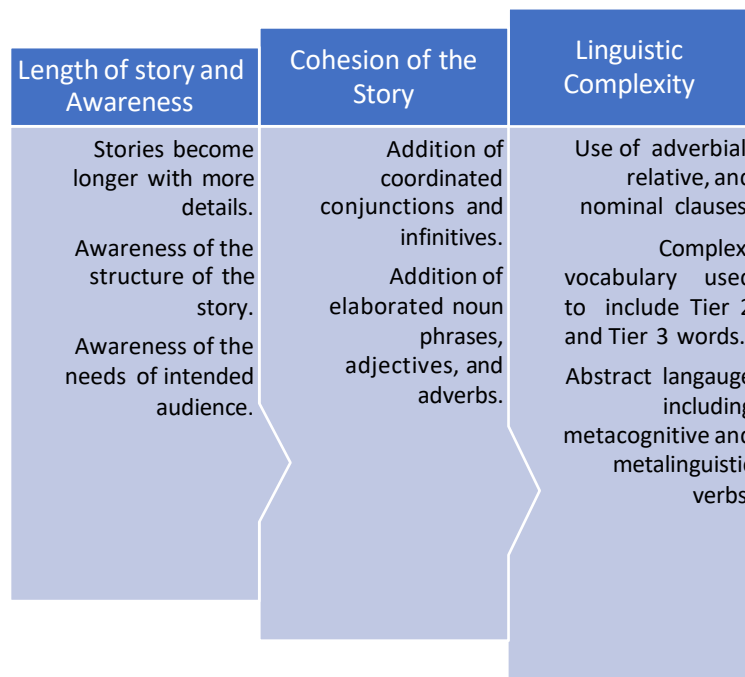 Length of story and
Awareness
Stories become
longer with more
details.
Awareness of the
structure of the
story.
Awareness of the
needs of intended
audience.
Cohesion of the
Story
Addition of
coordinated
conjunctions and
infinitives.
Addition of
elaborated noun
phrases,
adjectives, and
adverbs.
Linguistic
Complexity
Use of adverbial,
relative, and
nominal clauses
Complex
vocabulary used
to include Tier 2
and Tier 3 words.
Abstract langauge
including
metacognitive and
metalinguistic
verbs